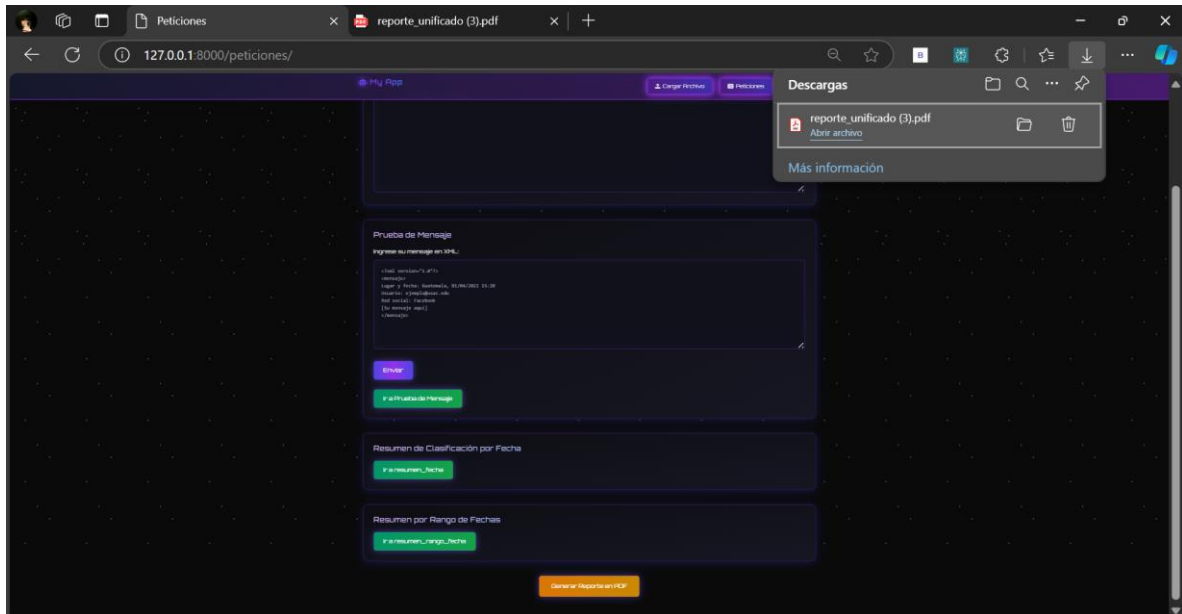 Peticiones
reporte_unificado (3).pdf
127.0.0.1:8000/peticiones/
My App
Cargar Archivo
Peticiones
Descargas
reporte_unificado (3).pdf
Abrir archivo
Más información
Prueba de Mensaje
Ingrese su mensaje en XML:
<?xml version="1.0"?>
<mensaje>
Lugar y fecha: Guatemala, 01/04/2022 15:20
Usuario: ejemplo@usac.edu
Red social: Facebook
[tu mensaje aquí]
</mensaje>
Enviar
Ir a Prueba de Mensaje
Resumen de Clasificación por Fecha
Ir a resumen_fecha
Resumen por Rango de Fechas
Ir a resumen_rango_fecha
Generar Reporte en PDF